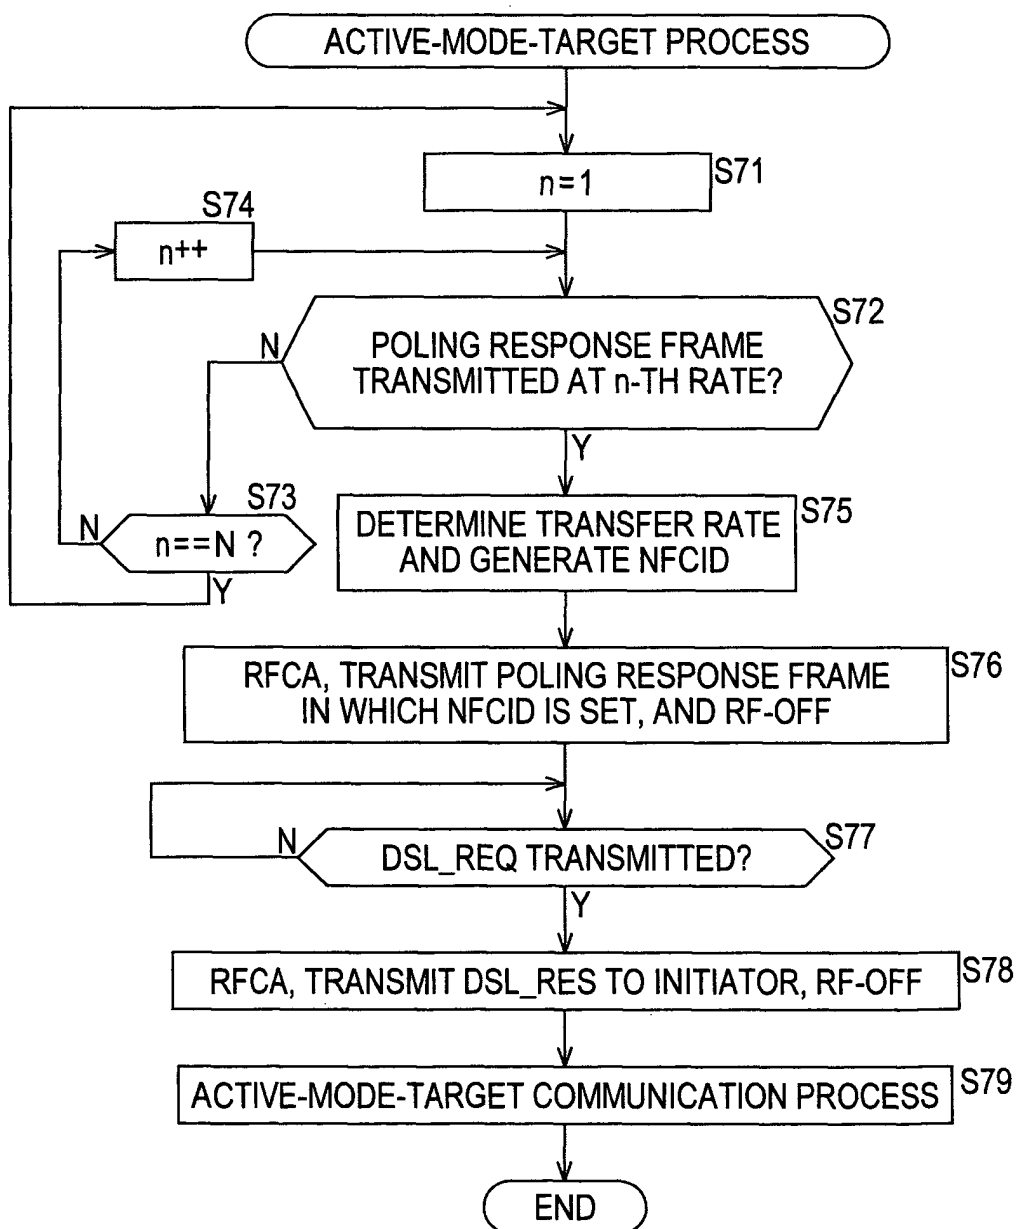 ACTIVE-MODE-TARGET PROCESS
n=1
S71
S74
n++
S72
POLING RESPONSE FRAME
TRANSMITTED AT n-TH RATE?
N
Y
S73
n==N ?
N
Y
S75
DETERMINE TRANSFER RATE
AND GENERATE NFCID
S76
RFCA, TRANSMIT POLING RESPONSE FRAME
IN WHICH NFCID IS SET, AND RF-OFF
S77
DSL_REQ TRANSMITTED?
N
Y
RFCA, TRANSMIT DSL_RES TO INITIATOR, RF-OFF
S78
ACTIVE-MODE-TARGET COMMUNICATION PROCESS
S79
END